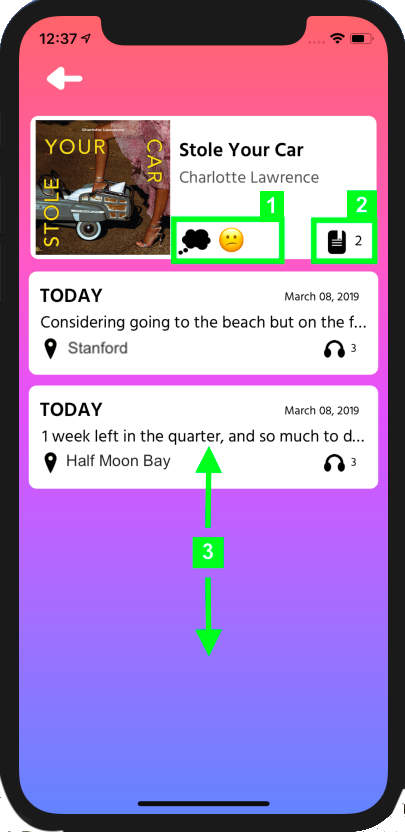 12:37
Charlotte Lawrence
YOUR
CAR
STOLE
Stole Your Car
Charlotte Lawrence
1
2
2
TODAY
March 08, 2019
Considering going to the beach but on the f...
Stanford
3
TODAY
March 08, 2019
1 week left in the quarter, and so much to d...
Half Moon Bay
3
3